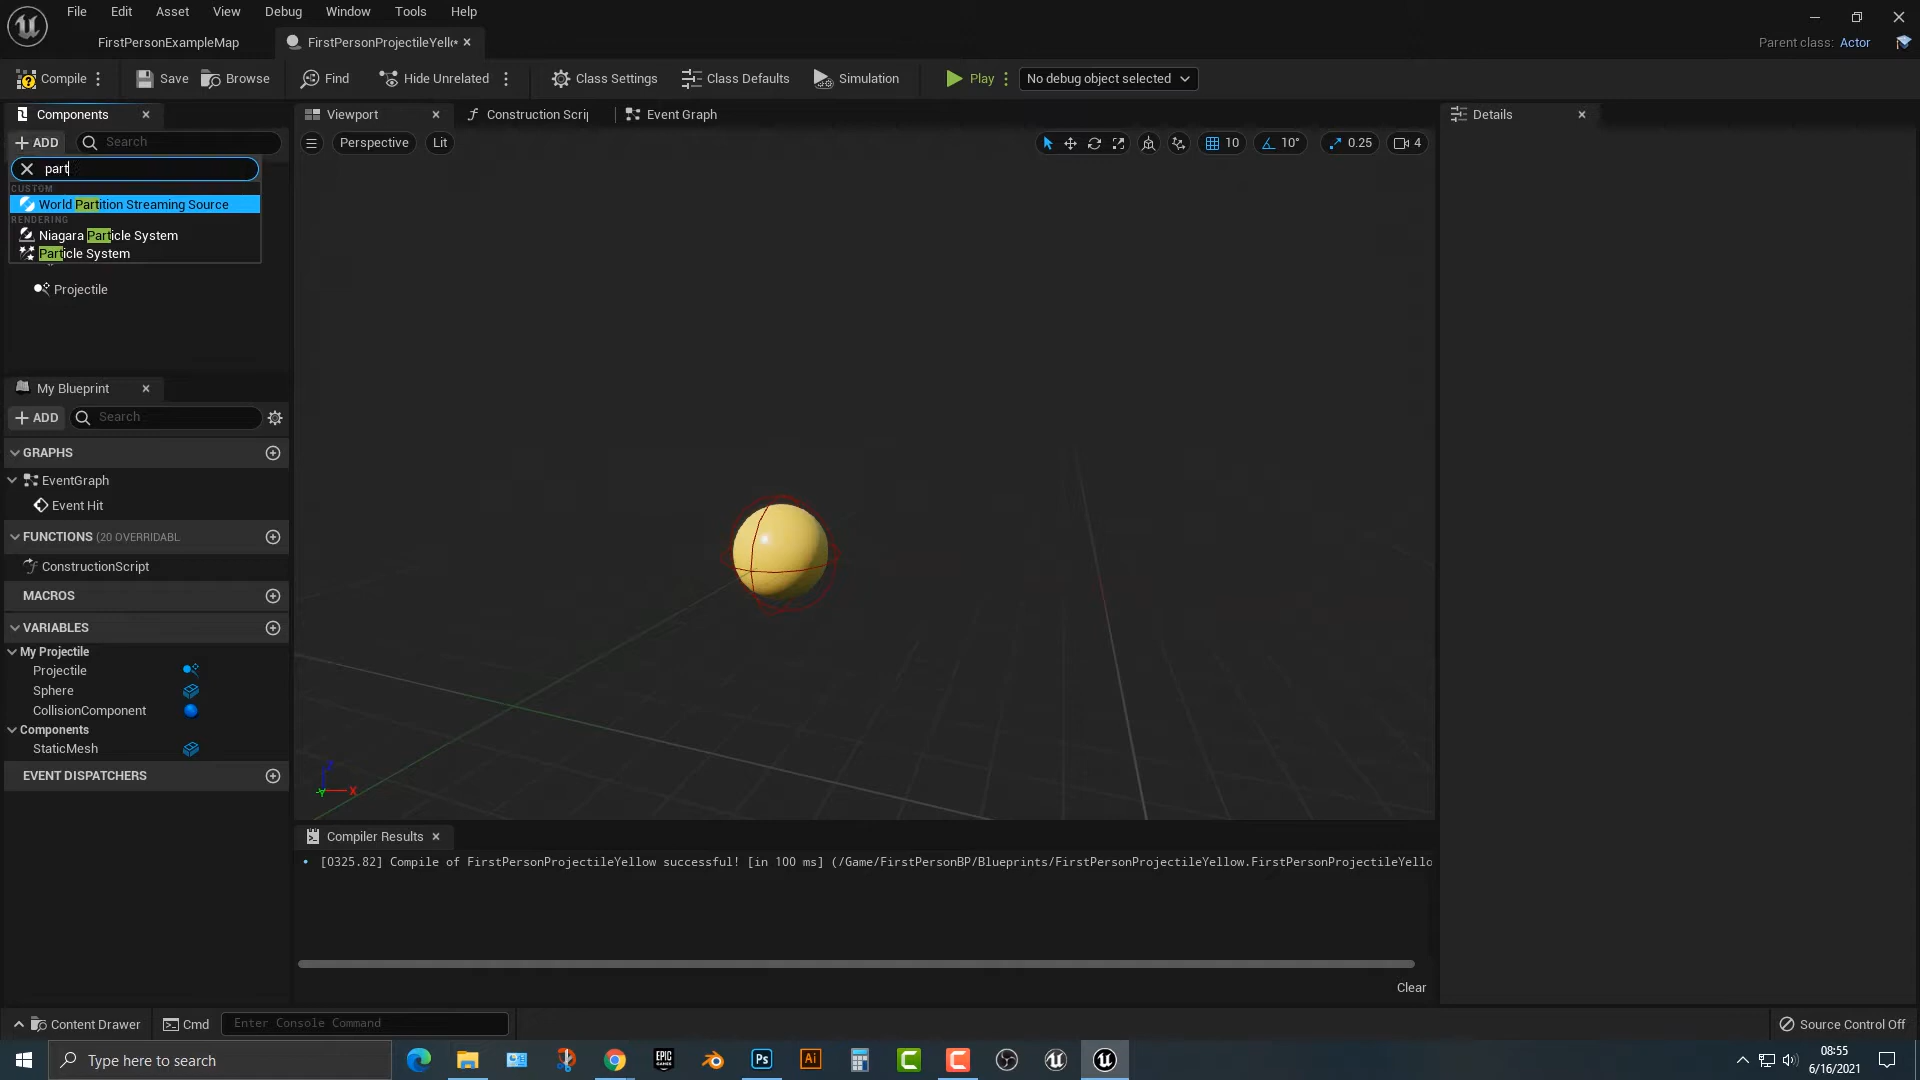 File Edit Asset View Debug Window Tools Help
FirstPersonExampleMap
FirstPersonProjectileYello*
Parent class: Actor
Compile
Save
Browse
Find
Hide Unrelated
Class Settings
Class Defaults
Simulation
Play
No debug object selected
Components
Viewport
Construction Scrip
Event Graph
Details
ADD
Search
Perspective
Lit
10
10°
0.25
4
part
CUSTOM
World Partition Streaming Source
RENDERING
Niagara Particle System
Particle System
Projectile
My Blueprint
ADD
Search
GRAPHS
EventGraph
Event Hit
FUNCTIONS (20 OVERRIDABL
ConstructionScript
MACROS
VARIABLES
My Projectile
Projectile
Sphere
CollisionComponent
Components
StaticMesh
EVENT DISPATCHERS
Z
Y
X
Compiler Results
[0325.82] Compile of FirstPersonProjectileYellow successful! [in 100 ms] (/Game/FirstPersonBP/Blueprints/FirstPersonProjectileYellow.FirstPersonProjectileYello
Clear
Content Drawer
Cmd
Enter Console Command
Source Control Off
Type here to search
EPIC GAMES
Ps
Ai
08:55
6/16/2021